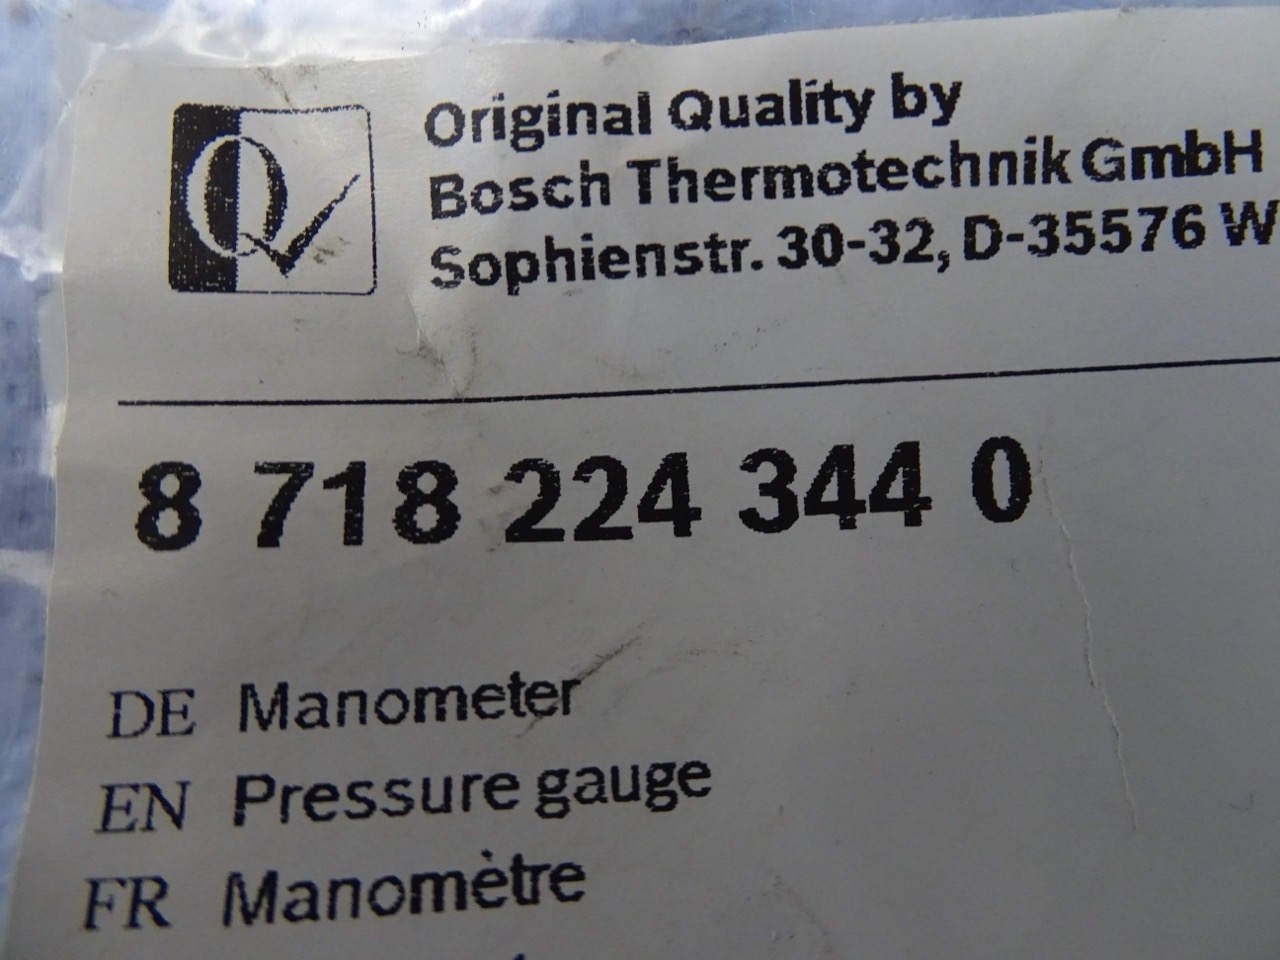 Original Quality by
Bosch Thermotechnik GmbH
Sophienstr. 30-32, D-35576 W
8 718 224 344 0
DE Manometer
EN Pressure gauge
FR Manomètre